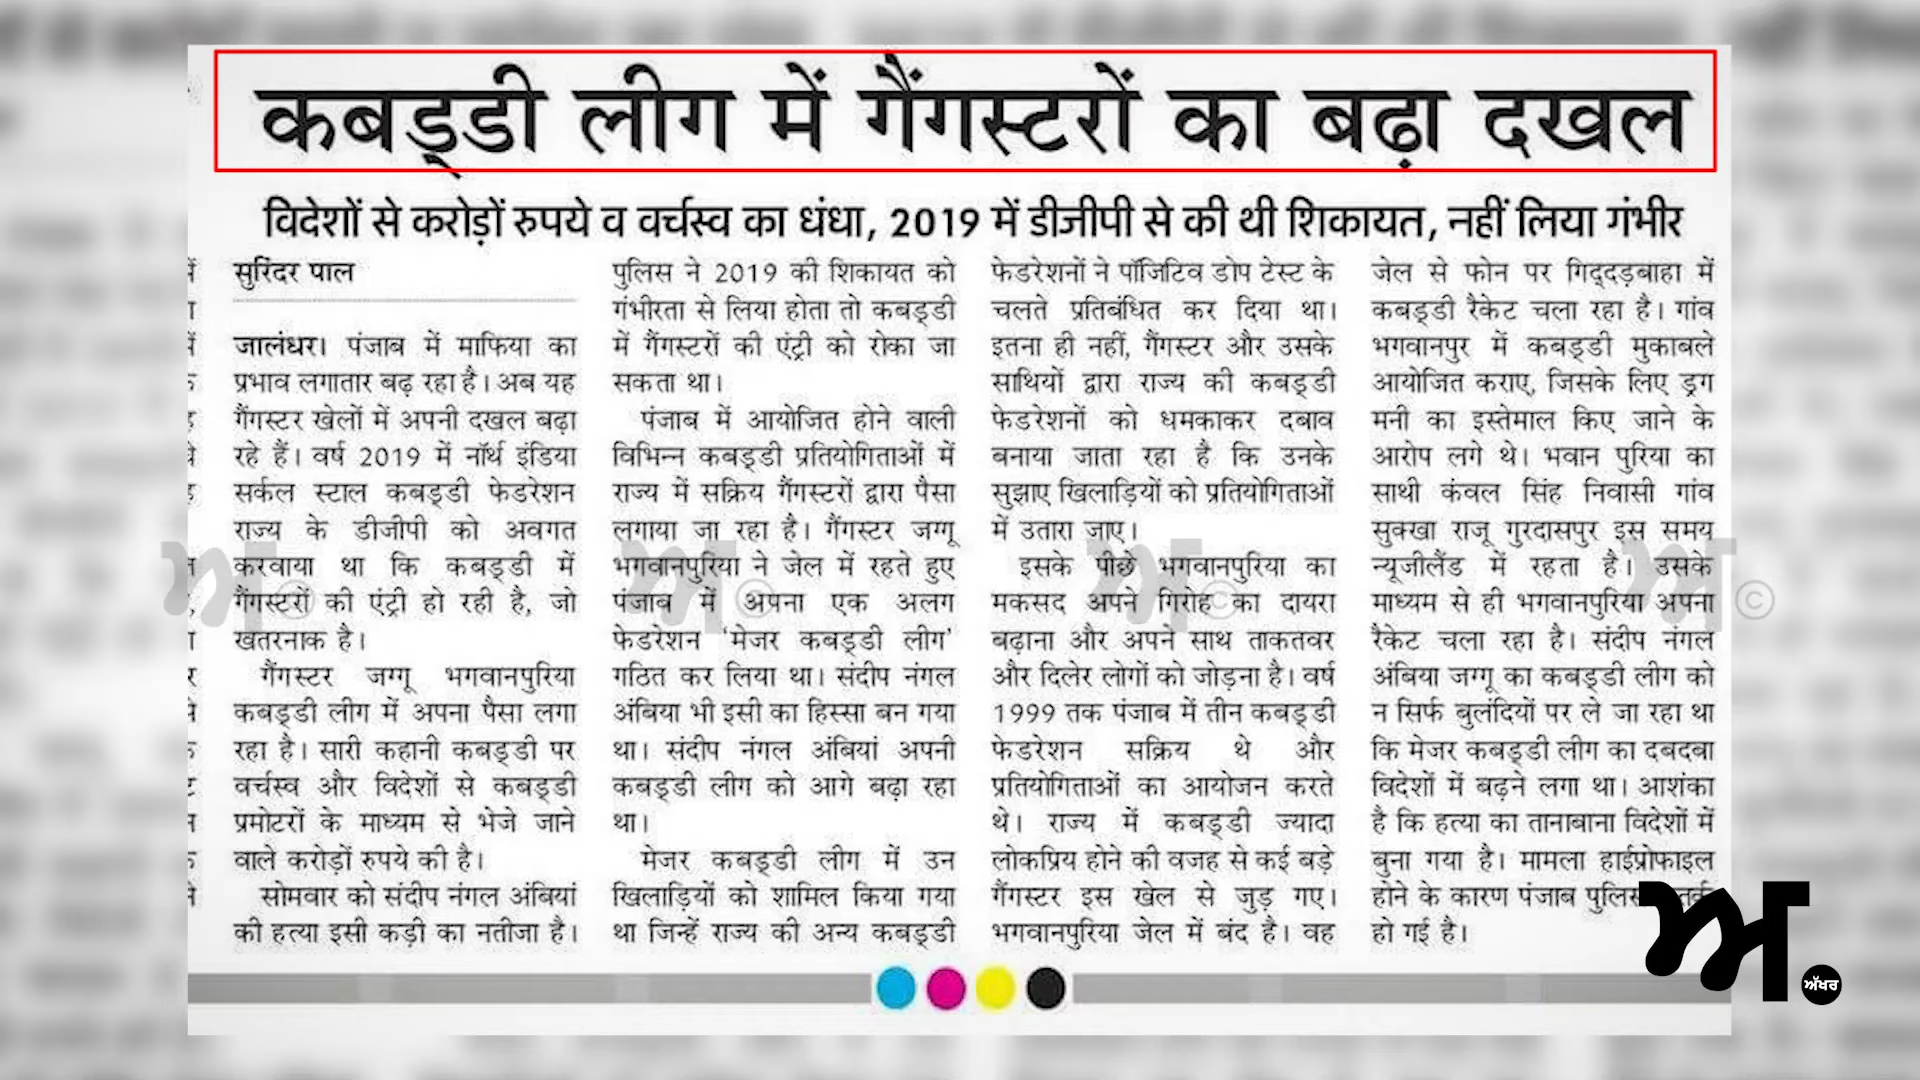 कबड्डी लीग में गैंगस्टरों का बढ़ा दखल
विदेशों से करोड़ों रुपये व वर्चस्व का धंधा, 2019 में डीजीपी से की थी शिकायत, नहीं लिया गंभीर
सुरिंदर पाल
जालंधर। पंजाब में माफिया का
प्रभाव लगातार बढ़ रहा है। अब यह
गैंगस्टर खेलों में अपनी दखल बढ़ा
रहे हैं। वर्ष 2019 में नॉर्थ इंडिया
सर्कल स्टाल कबड्डी फेडरेशन
राज्य के डीजीपी को अवगत
करवाया था कि कबड्डी में
गैंगस्टरों की एंट्री हो रही है, जो
खतरनाक है।
गैंगस्टर जग्गू भगवानपुरिया
कबड्डी लीग में अपना पैसा लगा
रहा है। सारी कहानी कबड्डी पर
वर्चस्व और विदेशों से कबड्डी
प्रमोटरों के माध्यम से भेजे जाने
वाले करोड़ों रुपये की है।
सोमवार को संदीप नंगल अंबियां
की हत्या इसी कड़ी का नतीजा है।
पुलिस ने 2019 की शिकायत को
गंभीरता से लिया होता तो कबड्डी
में गैंगस्टरों की एंट्री को रोका जा
सकता था।
पंजाब में आयोजित होने वाली
विभिन्न कबड्डी प्रतियोगिताओं में
राज्य में सक्रिय गैंगस्टरों द्वारा पैसा
लगाया जा रहा है। गैंगस्टर जग्गू
भगवानपुरिया ने जेल में रहते हुए
पंजाब में अपना एक अलग
फेडरेशन 'मेजर कबड्डी लीग'
गठित कर लिया था। संदीप नंगल
अंबिया भी इसी का हिस्सा बन गया
था। संदीप नंगल अंबियां अपनी
कबड्डी लीग को आगे बढ़ा रहा
था।
मेजर कबड्डी लीग में उन
खिलाड़ियों को शामिल किया गया
था जिन्हें राज्य की अन्य कबड्डी
फेडरेशनों ने पॉजिटिव डोप टेस्ट के
चलते प्रतिबंधित कर दिया था।
इतना ही नहीं, गैंगस्टर और उसके
साथियों द्वारा राज्य की कबड्डी
फेडरेशनों को धमकाकर दबाव
बनाया जाता रहा है कि उनके
सुझाए खिलाड़ियों को प्रतियोगिताओं
में उतारा जाए।
इसके पीछे भगवानपुरिया का
मकसद अपने गिरोह का दायरा
बढ़ाना और अपने साथ ताकतवर
और दिलेर लोगों को जोड़ना है। वर्ष
1999 तक पंजाब में तीन कबड्डी
फेडरेशन सक्रिय थे और
प्रतियोगिताओं का आयोजन करते
थे। राज्य में कबड्डी ज्यादा
लोकप्रिय होने की वजह से कई बड़े
गैंगस्टर इस खेल से जुड़ गए।
भगवानपुरिया जेल में बंद है। वह
जेल से फोन पर गिद्दड़बाहा में
कबड्डी रैकेट चला रहा है। गांव
भगवानपुर में कबड्डी मुकाबले
आयोजित कराए, जिसके लिए ड्रग
मनी का इस्तेमाल किए जाने के
आरोप लगे थे। भवान पुरिया का
साथी कंवल सिंह निवासी गांव
सुक्खा राजू गुरदासपुर इस समय
न्यूजीलैंड में रहता है। उसके
माध्यम से ही भगवानपुरिया अपना
रैकेट चला रहा है। संदीप नंगल
अंबिया जग्गू का कबड्डी लीग को
न सिर्फ बुलंदियों पर ले जा रहा था
कि मेजर कबड्डी लीग का दबदबा
विदेशों में बढ़ने लगा था। आशंका
है कि हत्या का तानाबाना विदेशों में
बुना गया है। मामला हाईप्रोफाइल
होने के कारण पंजाब पुलिस
हो गई है।
ਅ.
ਅੱਖਰ